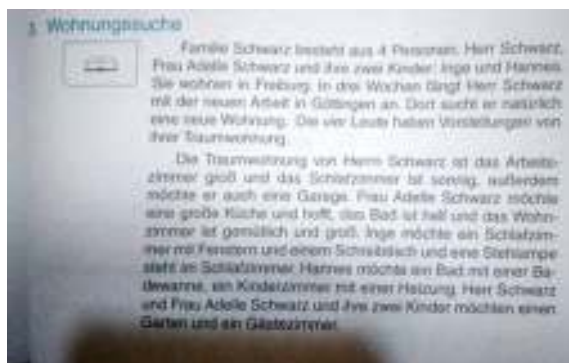 3. Wohnungssuche
Familie Schwarz besteht aus 4 Personen: Herr Schwarz,
Frau Adelle Schwarz und ihre zwei Kinder: Inge und Hannes.
Sie wohnen in Freiburg. In drei Wochen fängt Herr Schwarz
mit der neuen Arbeit in Göttingen an. Dort sucht er natürlich
eine neue Wohnung. Die vier Leute haben Vorstellungen von
ihrer Traumwohnung.
Die Traumwohnung von Herrn Schwarz ist das Arbeits-
zimmer groß und das Schlafzimmer ist sonnig, außerdem
möchte er auch eine Garage. Frau Adelle Schwarz möchte
eine große Küche und hofft, das Bad ist hell und das Wohn-
zimmer ist gemütlich und groß. Inge möchte ein Schlafzim-
mer mit Fenstern und einem Schreibtisch und eine Stehlampe
steht im Schlafzimmer. Hannes möchte ein Bad mit einer Ba-
dewanne, ein Kinderzimmer mit einer Heizung. Herr Schwarz
und Frau Adelle Schwarz und ihre zwei Kinder möchten einen
Garten und ein Gästezimmer.